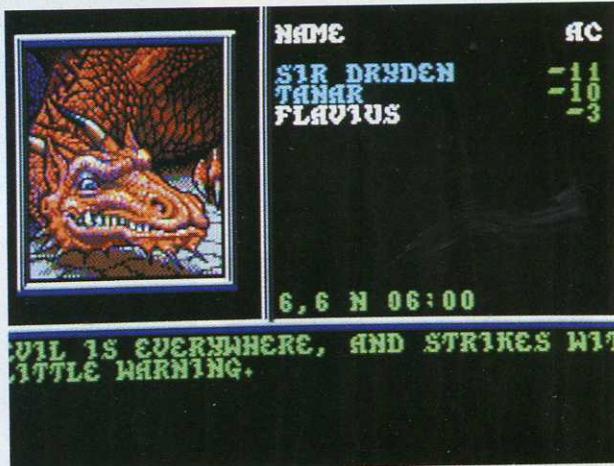 NAME AC
SIR DRYDEN -11
TANAR -10
FLAVIUS -3
6,6 N 06:00
EVIL IS EVERYWHERE, AND STRIKES WIT
LITTLE WARNING.